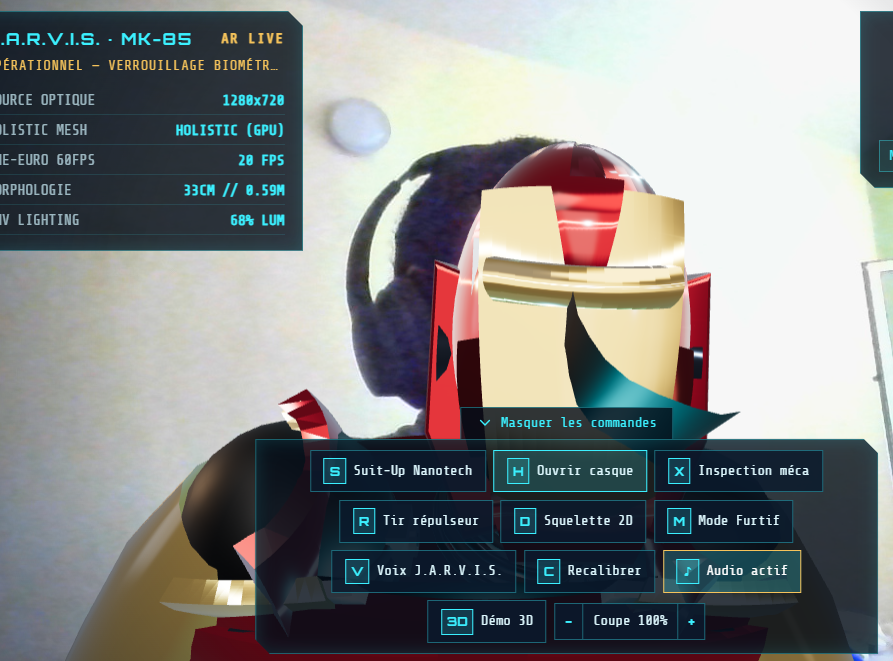 .A.R.V.I.S. · MK-85 AR LIVE
PÉRATIONNEL — VERROUILLAGE BIOMÉTR…
OURCE OPTIQUE 1280x720
OLISTIC MESH HOLISTIC (GPU)
NE-EURO 60FPS 20 FPS
ORPHOLOGIE 33CM // 0.59M
NV LIGHTING 68% LUM
Masquer les commandes
S Suit-Up Nanotech
H Ouvrir casque
X Inspection méca
R Tir répulseur
D Squelette 2D
M Mode Furtif
V Voix J.A.R.V.I.S.
C Recalibrer
♪ Audio actif
3D Démo 3D
- Coupe 100% +